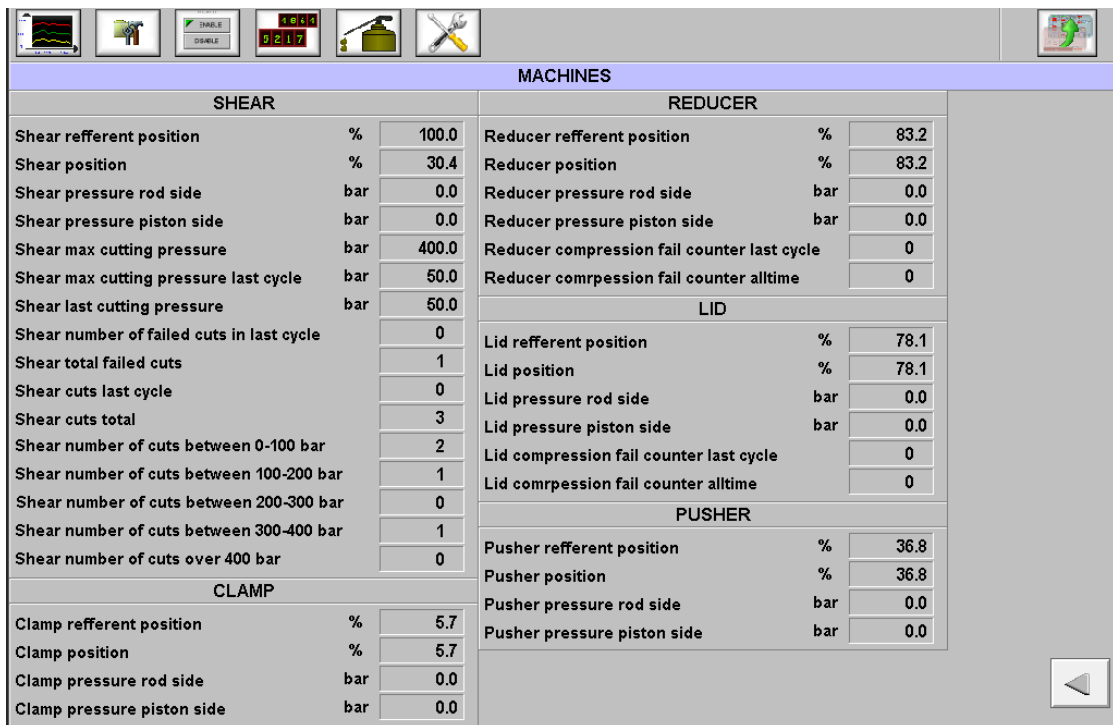 ENABLE
DISABLE
1864
5217
MACHINES
SHEAR
Shear refferent position % 100.0
Shear position % 30.4
Shear pressure rod side bar 0.0
Shear pressure piston side bar 0.0
Shear max cutting pressure bar 400.0
Shear max cutting pressure last cycle bar 50.0
Shear last cutting pressure bar 50.0
Shear number of failed cuts in last cycle 0
Shear total failed cuts 1
Shear cuts last cycle 0
Shear cuts total 3
Shear number of cuts between 0-100 bar 2
Shear number of cuts between 100-200 bar 1
Shear number of cuts between 200-300 bar 0
Shear number of cuts between 300-400 bar 1
Shear number of cuts over 400 bar 0
CLAMP
Clamp refferent position % 5.7
Clamp position % 5.7
Clamp pressure rod side bar 0.0
Clamp pressure piston side bar 0.0
REDUCER
Reducer refferent position % 83.2
Reducer position % 83.2
Reducer pressure rod side bar 0.0
Reducer pressure piston side bar 0.0
Reducer compression fail counter last cycle 0
Reducer comrpession fail counter alltime 0
LID
Lid refferent position % 78.1
Lid position % 78.1
Lid pressure rod side bar 0.0
Lid pressure piston side bar 0.0
Lid compression fail counter last cycle 0
Lid comrpession fail counter alltime 0
PUSHER
Pusher refferent position % 36.8
Pusher position % 36.8
Pusher pressure rod side bar 0.0
Pusher pressure piston side bar 0.0